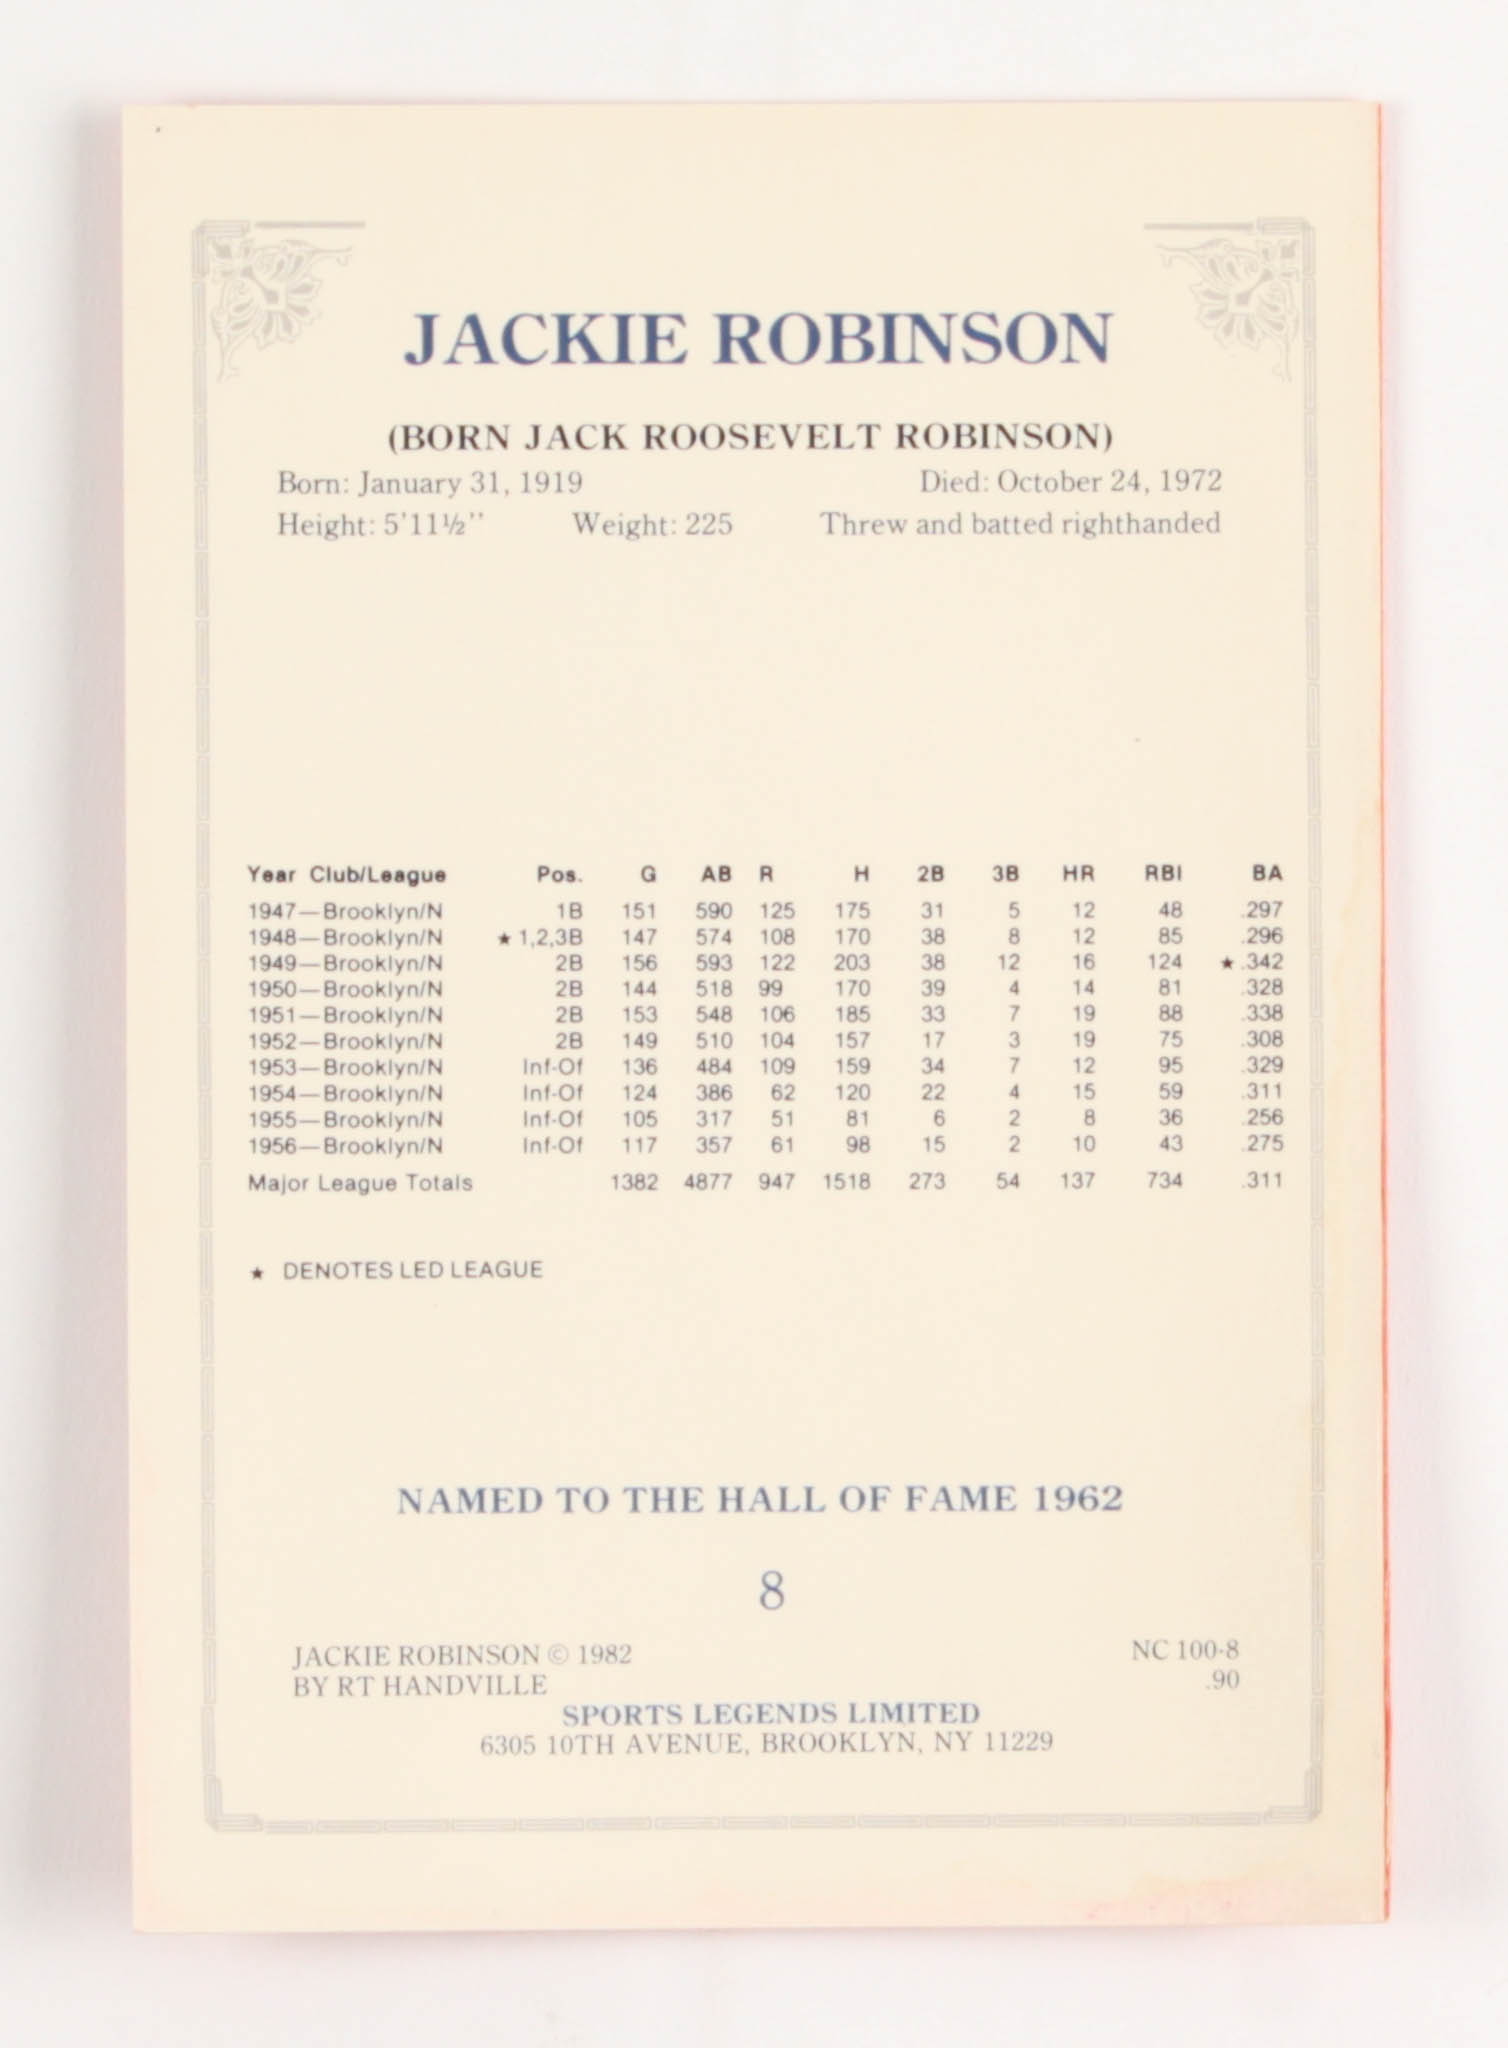 JACKIE ROBINSON
(BORN JACK ROOSEVELT ROBINSON)
Born: January 31, 1919 Died: October 24, 1972
Height: 5'11½'' Weight: 225 Threw and batted righthanded
Year Club/League Pos. G AB R H 2B 3B HR RBI BA
1947—Brooklyn/N 1B 151 590 125 175 31 5 12 48 .297
1948—Brooklyn/N ★ 1,2,3B 147 574 108 170 38 8 12 85 .296
1949—Brooklyn/N 2B 156 593 122 203 38 12 16 124 ★ .342
1950—Brooklyn/N 2B 144 518 99 170 39 4 14 81 .328
1951—Brooklyn/N 2B 153 548 106 185 33 7 19 88 .338
1952—Brooklyn/N 2B 149 510 104 157 17 3 19 75 .308
1953—Brooklyn/N Inf-Of 136 484 109 159 34 7 12 95 .329
1954—Brooklyn/N Inf-Of 124 386 62 120 22 4 15 59 .311
1955—Brooklyn/N Inf-Of 105 317 51 81 6 2 8 36 .256
1956—Brooklyn/N Inf-Of 117 357 61 98 15 2 10 43 .275
Major League Totals 1382 4877 947 1518 273 54 137 734 .311
★ DENOTES LED LEAGUE
NAMED TO THE HALL OF FAME 1962
8
JACKIE ROBINSON © 1982 NC 100-8
BY RT HANDVILLE .90
SPORTS LEGENDS LIMITED
6305 10TH AVENUE, BROOKLYN, NY 11229